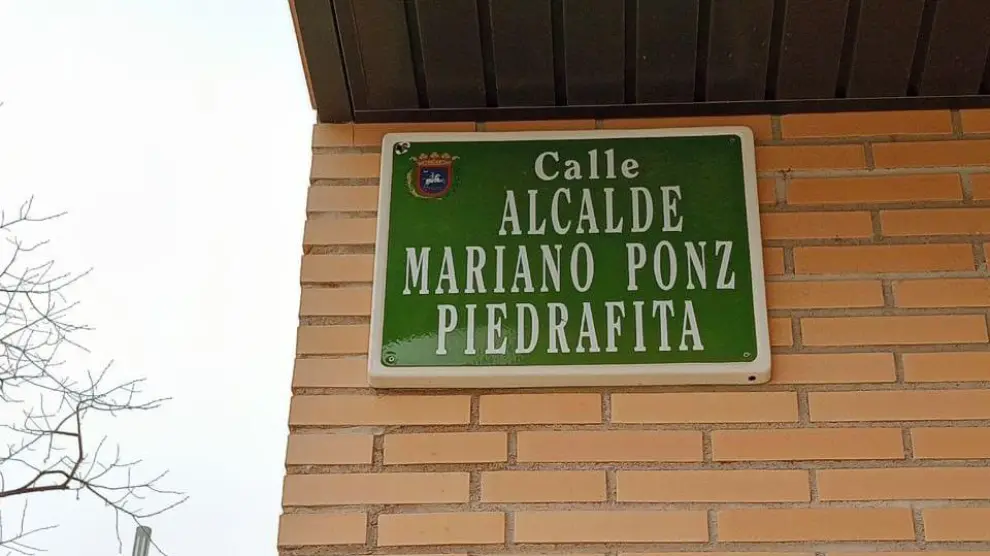 Calle
ALCALDE
MARIANO PONZ
PIEDRAFITA